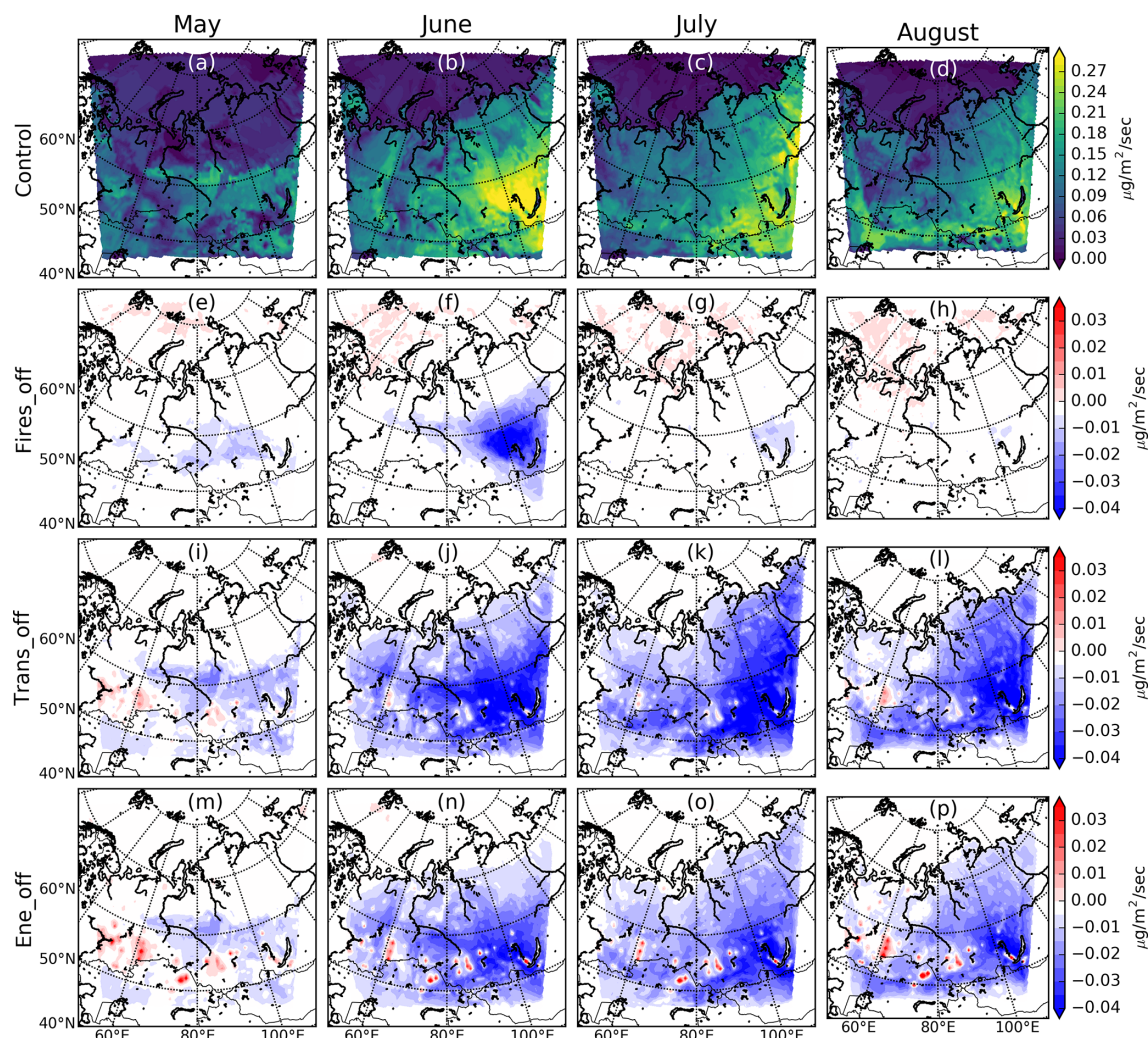 May June July August
(a) (b) (c) (d)
Control
60°N
50°N
40°N
0.27
0.24
0.21
0.18
0.15
0.12
0.09
0.06
0.03
0.00
μg/m²/sec
(e) (f) (g) (h)
Fires_off
60°N
50°N
40°N
0.03
0.02
0.01
0.00
−0.01
−0.02
−0.03
−0.04
μg/m²/sec
(i) (j) (k) (l)
Trans_off
60°N
50°N
40°N
0.03
0.02
0.01
0.00
−0.01
−0.02
−0.03
−0.04
μg/m²/sec
(m) (n) (o) (p)
Ene_off
60°N
50°N
40°N
0.03
0.02
0.01
0.00
−0.01
−0.02
−0.03
−0.04
μg/m²/sec
60°E 80°E 100°E 60°E 80°E 100°E 60°E 80°E 100°E 60°E 80°E 100°E